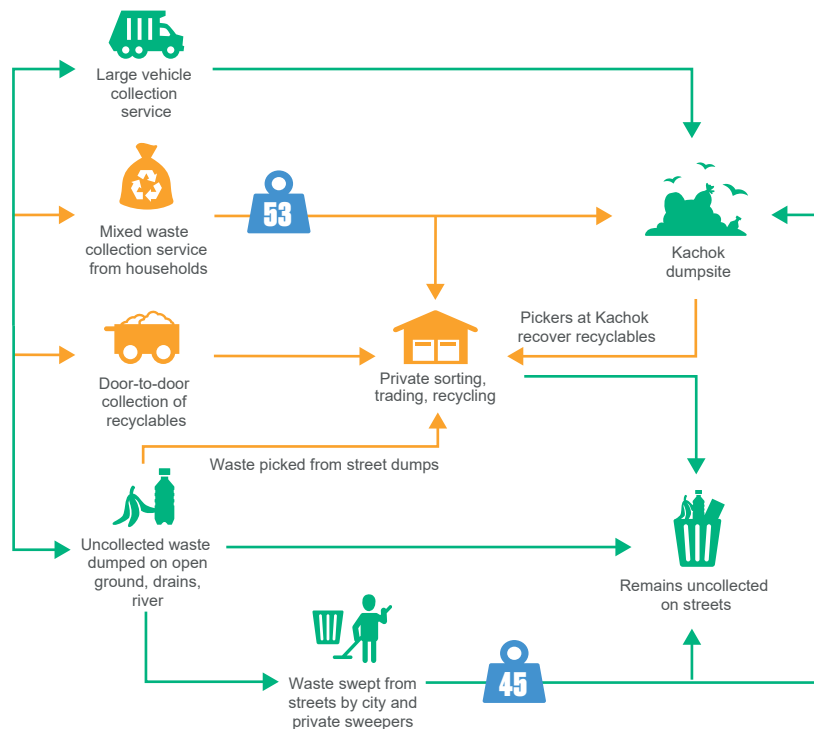 Large vehicle
collection
service
53
Mixed waste
collection service
from households
Kachok
dumpsite
Pickers at Kachok
recover recyclables
Door-to-door
collection of
recyclables
Private sorting,
trading, recycling
Waste picked from street dumps
Uncollected waste
dumped on open
ground, drains,
river
Remains uncollected
on streets
45
Waste swept from
streets by city and
private sweepers